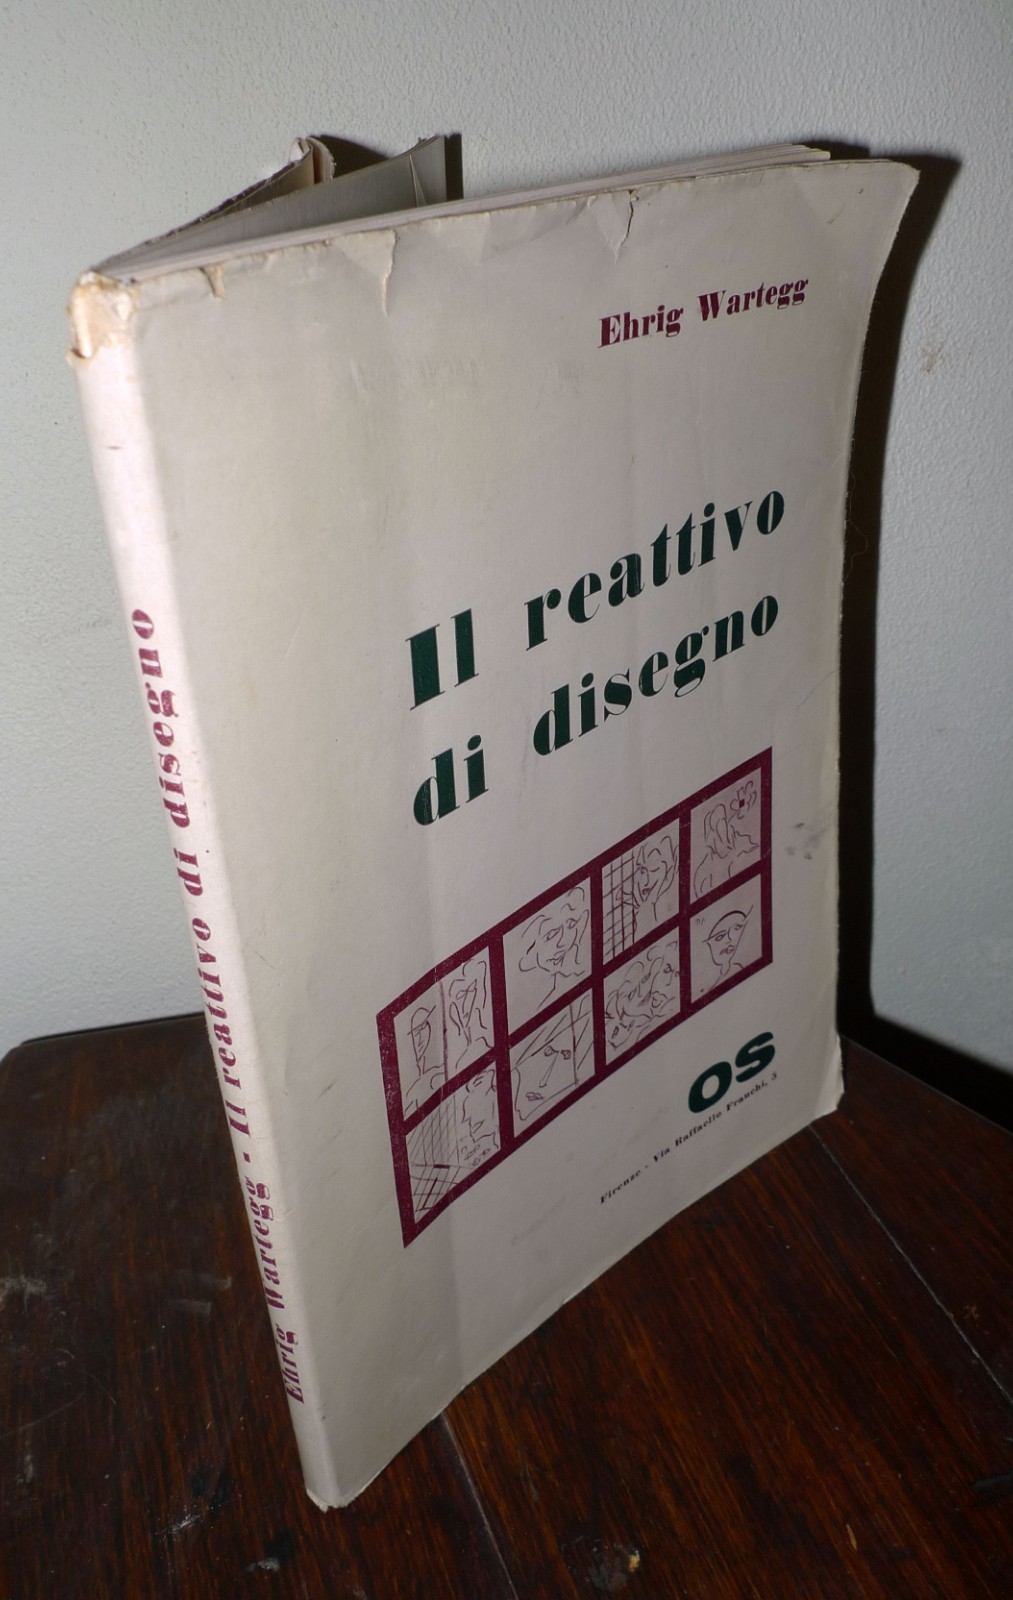 Ehrig Wartegg
Il reattivo
di disegno
OS
Firenze - Via Raffaello Franchi, 5
Ehrig Wartegg - Il reattivo di disegno